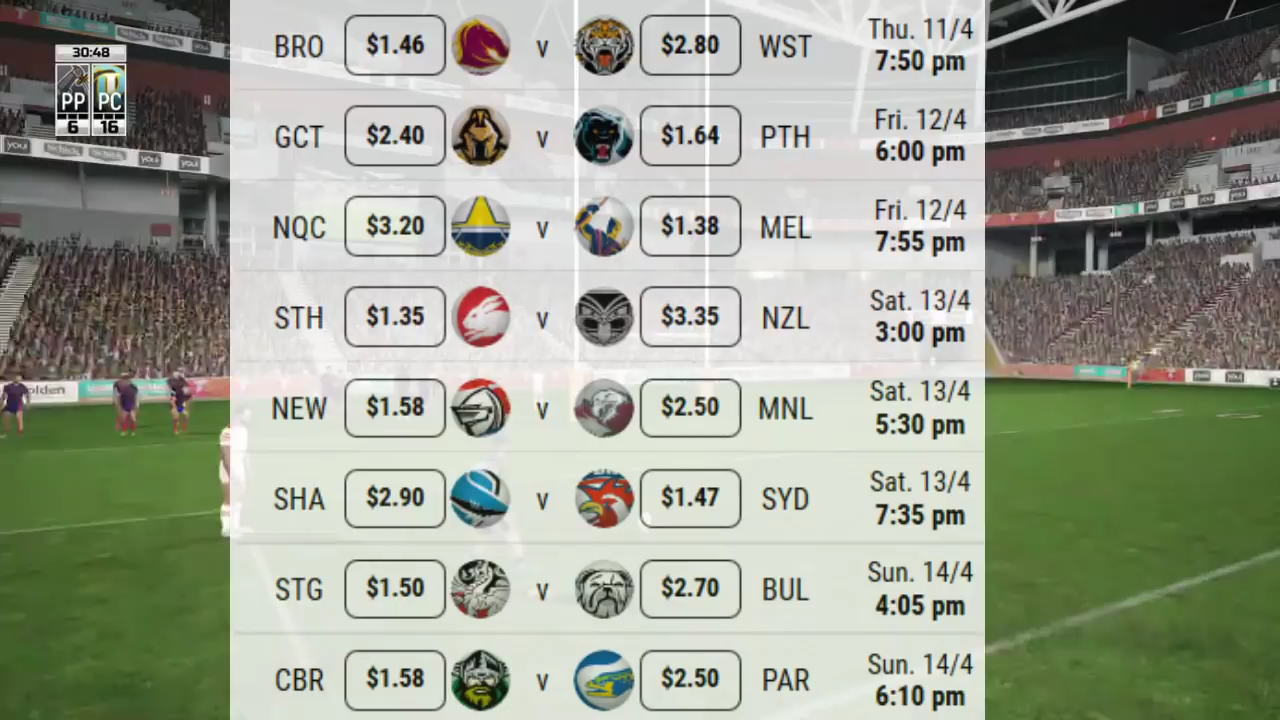 30:48
PP PC
6 16
BRO $1.46 v $2.80 WST Thu. 11/4
7:50 pm
GCT $2.40 v $1.64 PTH Fri. 12/4
6:00 pm
NQC $3.20 v $1.38 MEL Fri. 12/4
7:55 pm
STH $1.35 v $3.35 NZL Sat. 13/4
3:00 pm
NEW $1.58 v $2.50 MNL Sat. 13/4
5:30 pm
SHA $2.90 v $1.47 SYD Sat. 13/4
7:35 pm
STG $1.50 v $2.70 BUL Sun. 14/4
4:05 pm
CBR $1.58 v $2.50 PAR Sun. 14/4
6:10 pm
you!
you!
olden
you!